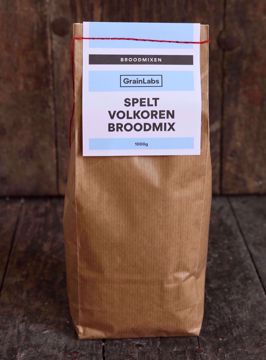 BROODMIXEN
GrainLabs
SPELT
VOLKOREN
BROODMIX
1000g